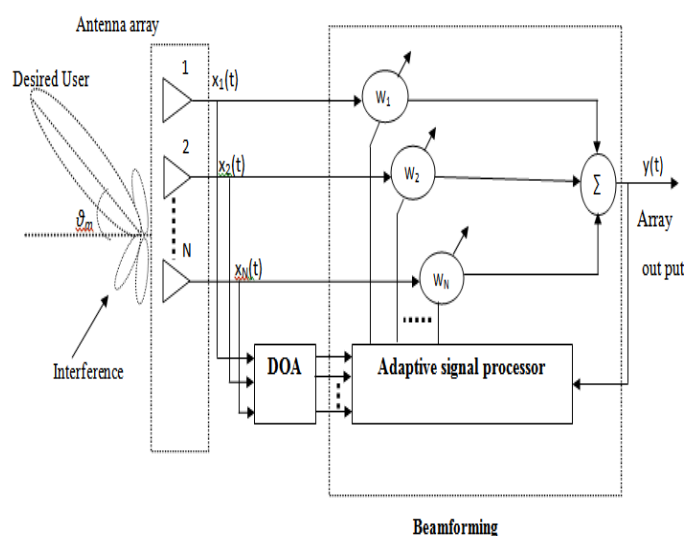 Antenna array
Desired User
1
x₁(t)
W₁
2
x₂(t)
W₂
Σ
y(t)
ϑₘ
N
xN(t)
WN
Array
out put
Interference
DOA
Adaptive signal processor
Beamforming